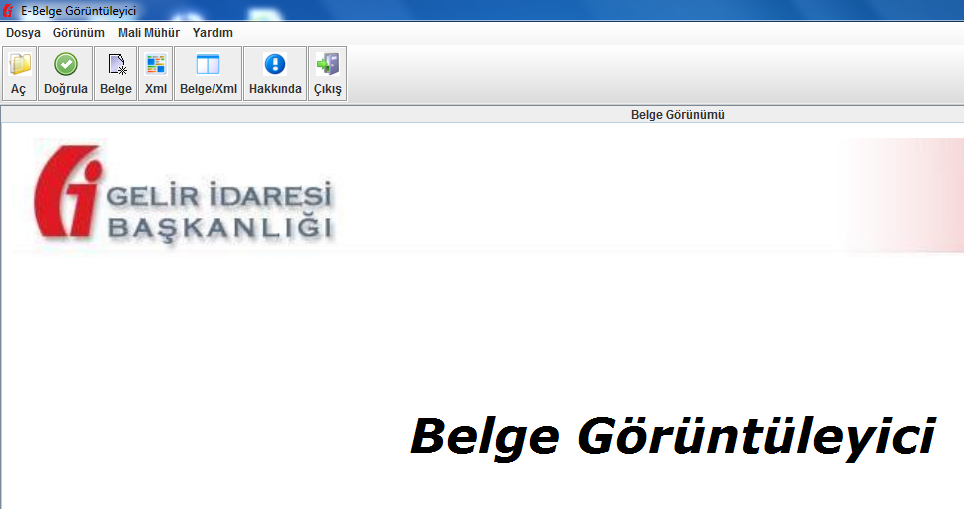 E-Belge Görüntüleyici
Dosya Görünüm Mali Mühür Yardım
Aç Doğrula Belge Xml Belge/Xml Hakkında Çıkış
Belge Görünümü
GELİR İDARESİ
BAŞKANLIĞI
Belge Görüntüleyici